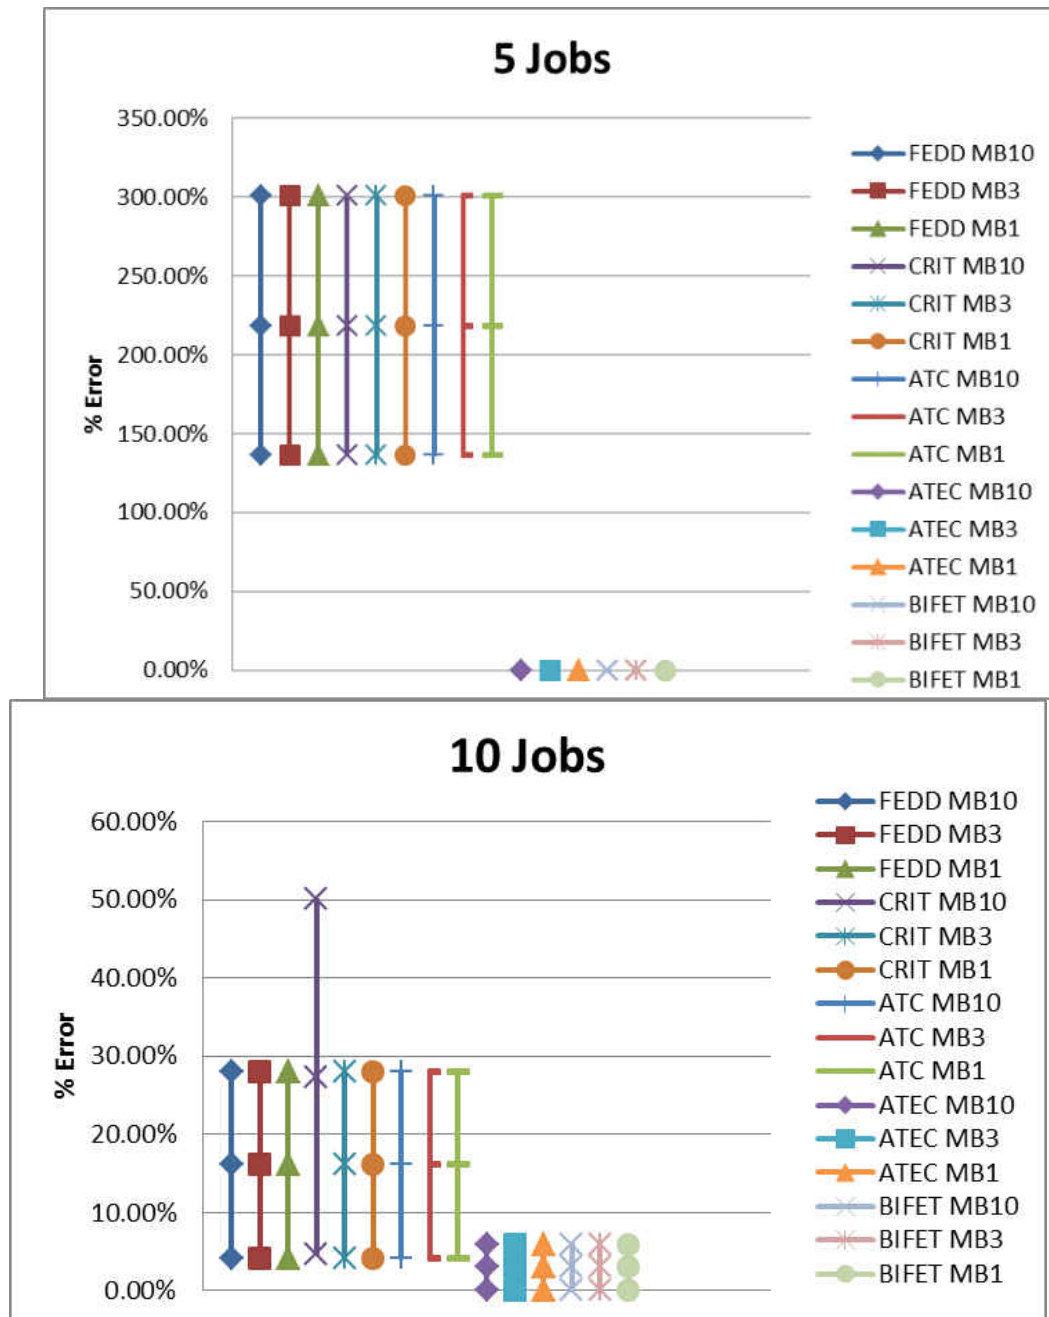 5 Jobs
350.00%
300.00%
250.00%
200.00%
150.00%
100.00%
50.00%
0.00%
% Error
FEDD MB10
FEDD MB3
FEDD MB1
CRIT MB10
CRIT MB3
CRIT MB1
ATC MB10
ATC MB3
ATC MB1
ATEC MB10
ATEC MB3
ATEC MB1
BIFET MB10
BIFET MB3
BIFET MB1
10 Jobs
60.00%
50.00%
40.00%
30.00%
20.00%
10.00%
0.00%
% Error
FEDD MB10
FEDD MB3
FEDD MB1
CRIT MB10
CRIT MB3
CRIT MB1
ATC MB10
ATC MB3
ATC MB1
ATEC MB10
ATEC MB3
ATEC MB1
BIFET MB10
BIFET MB3
BIFET MB1